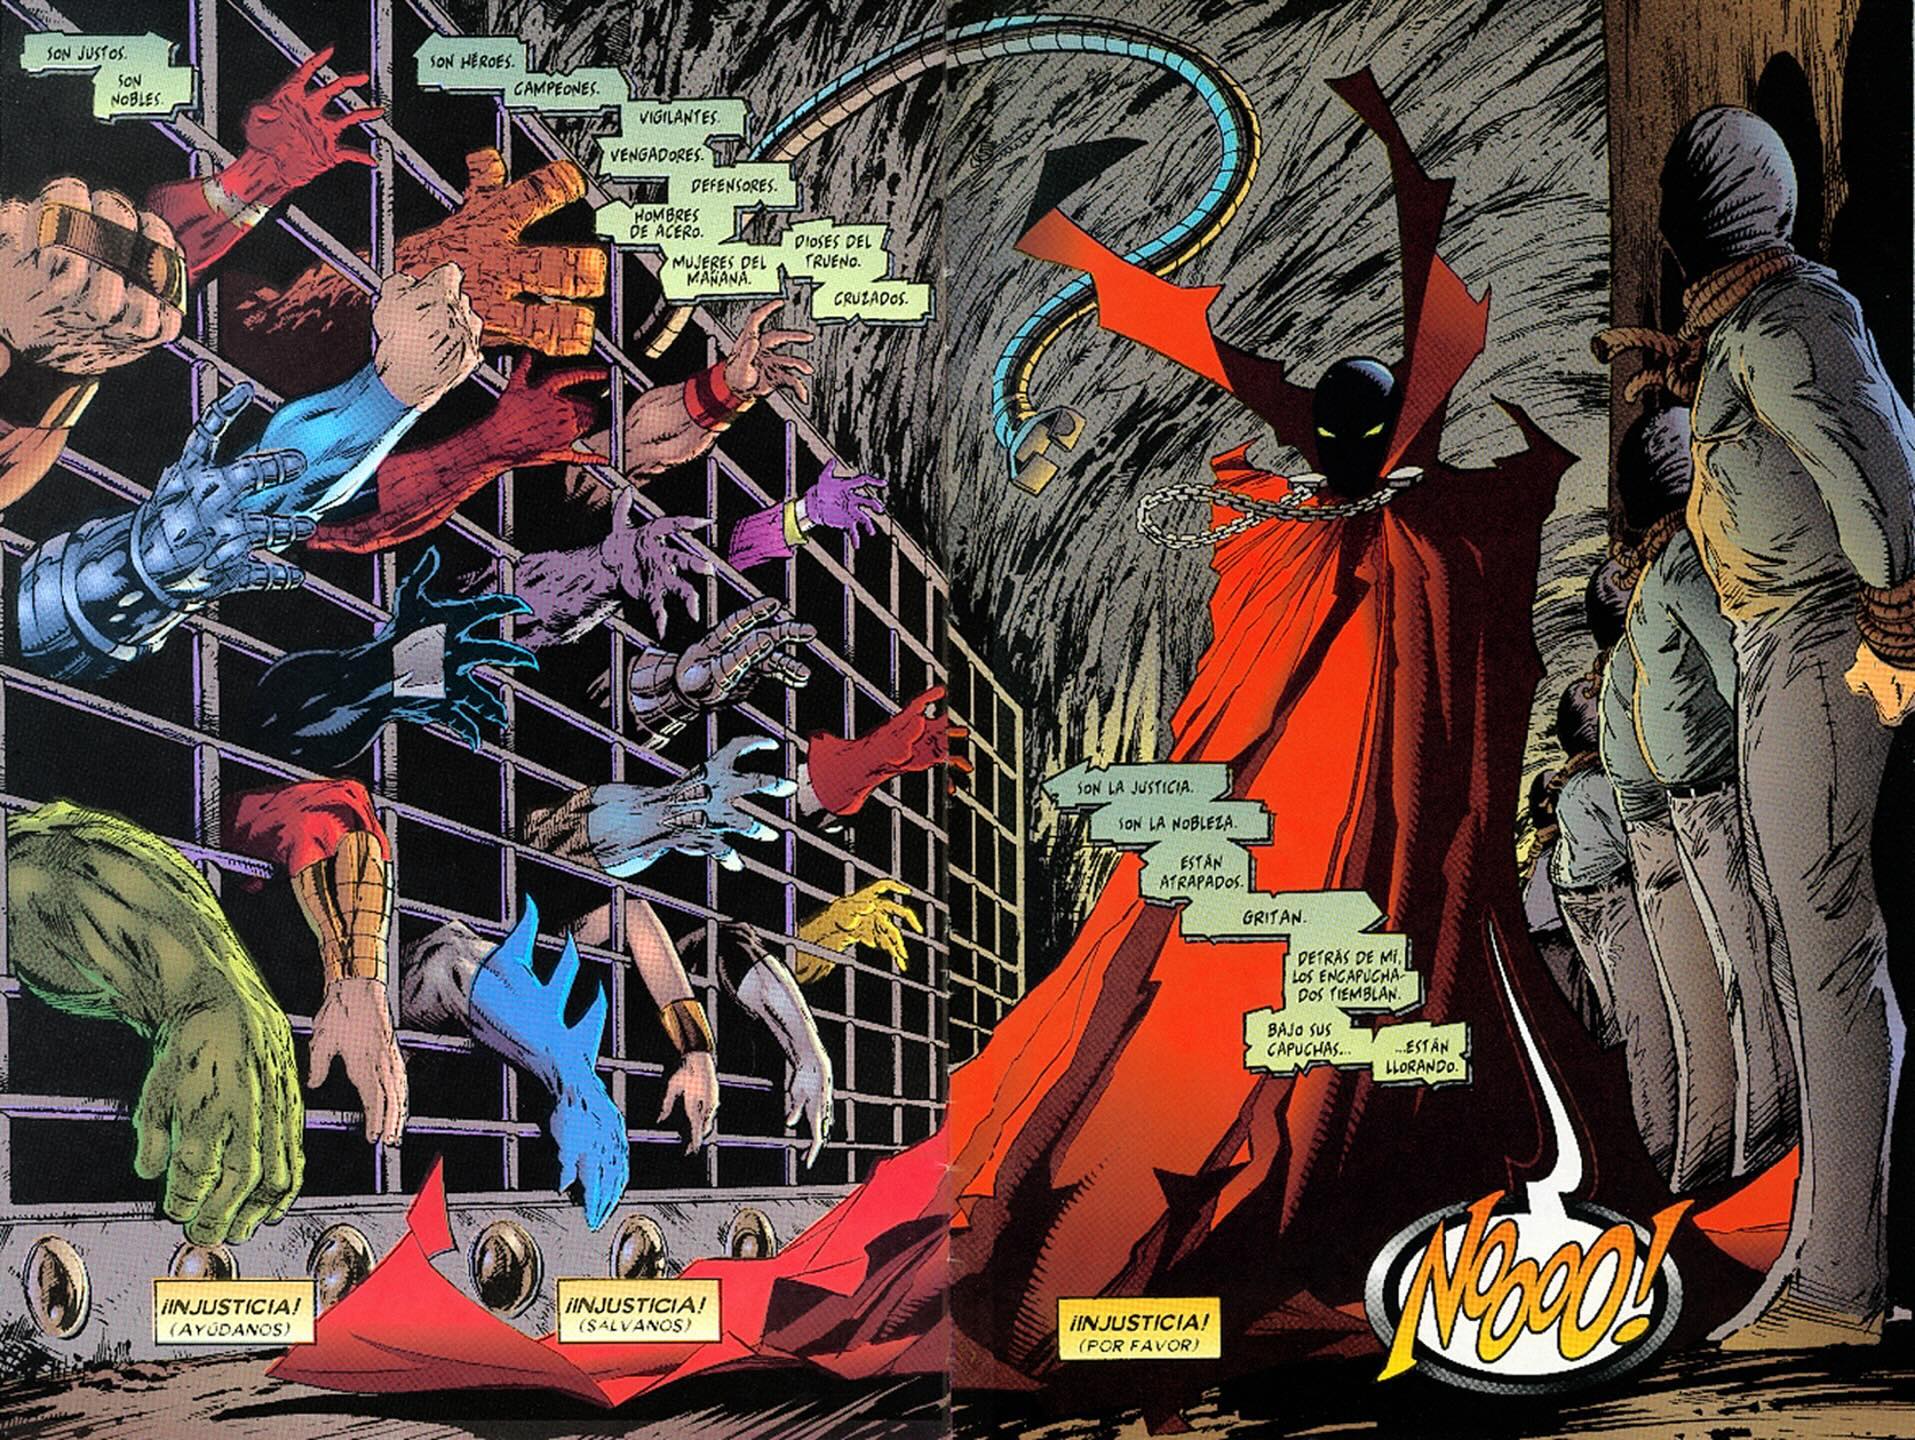 SON JUSTOS.
SON
NOBLES.
SON HÉROES.
CAMPEONES.
VIGILANTES.
VENGADORES.
DEFENSORES.
HOMBRES
DE ACERO.
MUJERES DEL
MAÑANA.
DIOSES DEL
TRUENO.
CRUZADOS.
¡INJUSTICIA!
(AYÚDANOS)
¡INJUSTICIA!
(SÁLVANOS)
SON LA JUSTICIA.
SON LA NOBLEZA.
ESTÁN
ATRAPADOS.
GRITAN.
DETRÁS DE MÍ,
LOS ENCAPUCHA-
DOS TIEMBLAN.
BAJO SUS
CAPUCHAS...
...ESTÁN
LLORANDO.
¡INJUSTICIA!
(POR FAVOR)
NOOOO!